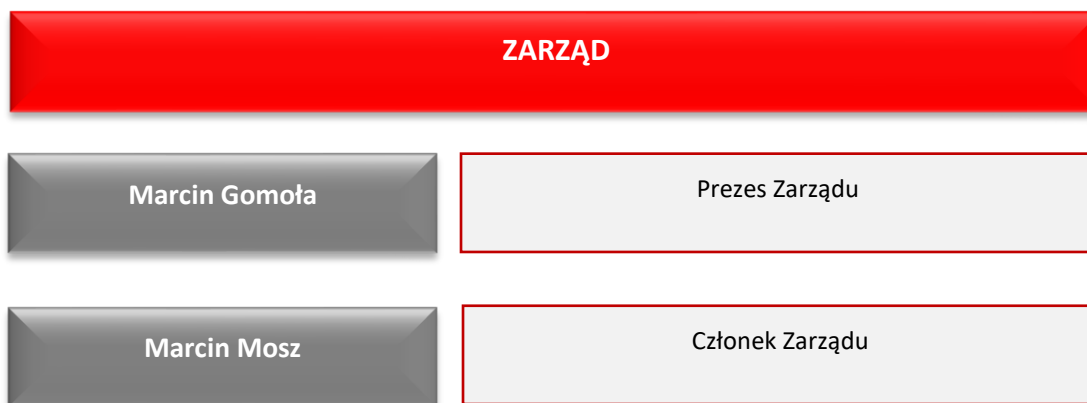 ZARZĄD
Marcin Gomoła
Prezes Zarządu
Marcin Mosz
Członek Zarządu